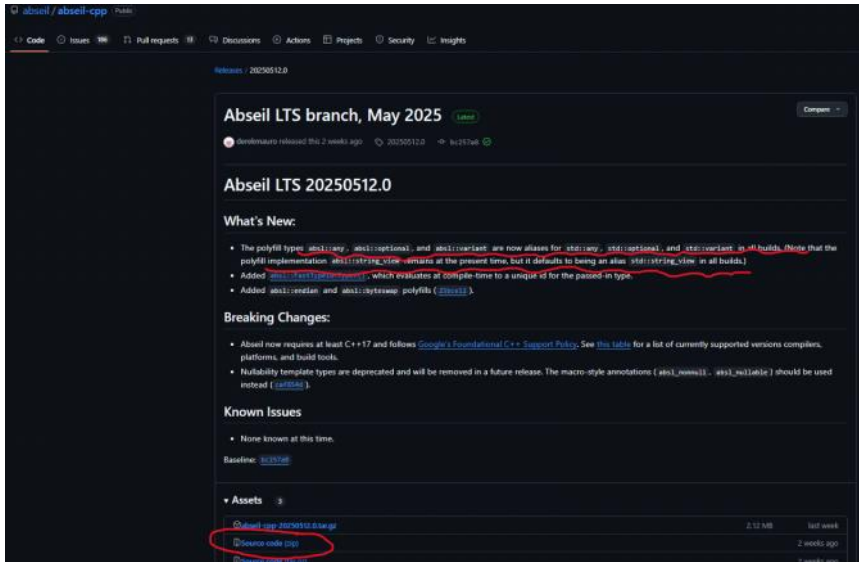 abseil / abseil-cpp Public
Code Issues 186 Pull requests 13 Discussions Actions Projects Security Insights
Releases / 20250512.0
Abseil LTS branch, May 2025 Latest
Compare
derekmauro released this 2 weeks ago 20250512.0 bc257a8
Abseil LTS 20250512.0
What's New:
The polyfill types absl::any, absl::optional, and absl::variant are now aliases for std::any, std::optional, and std::variant in all builds. (Note that the
polyfill implementation absl::string_view remains at the present time, but it defaults to being an alias std::string_view in all builds.)
Added , which evaluates at compile-time to a unique id for the passed-in type.
Added absl::endian and absl::byteswap polyfills ( ).
Breaking Changes:
Abseil now requires at least C++17 and follows Google's Foundational C++ Support Policy. See this table for a list of currently supported versions compilers,
platforms, and build tools.
Nullability template types are deprecated and will be removed in a future release. The macro-style annotations ( absl_nonnull, absl_nullable ) should be used
instead ( ).
Known Issues
None known at this time.
Baseline: bc257a8
Assets 3
abseil-cpp-20250512.0.tar.gz 2.12 MB last week
Source code (zip) 2 weeks ago